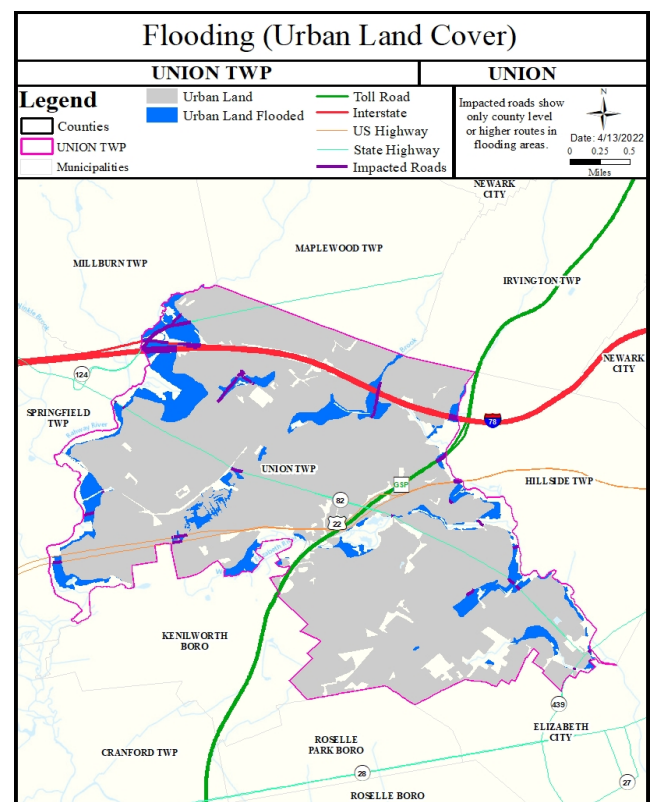 Flooding (Urban Land Cover)
UNION TWP
UNION
Legend
Counties
UNION TWP
Municipalities
Urban Land
Urban Land Flooded
Toll Road
Interstate
US Highway
State Highway
Impacted Roads
Impacted roads show
only county level
or higher routes in
flooding areas.
N
Date: 4/13/2022
0 0.25 0.5
Miles
NEWARK
CITY
MAPLEWOOD TWP
MILLBURN TWP
IRVINGTON TWP
Brook
NEWARK
CITY
124
SPRINGFIELD
TWP
78
Rahway River
UNION TWP
HILLSIDE TWP
GSP
82
22
KENILWORTH
BORO
439
ELIZABETH
CITY
ROSELLE
PARK BORO
CRANFORD TWP
28
27
ROSELLE BORO